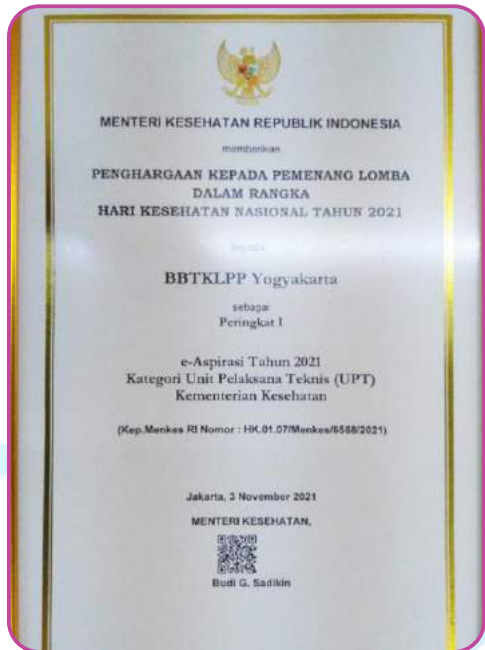 MENTERI KESEHATAN REPUBLIK INDONESIA
memberikan
PENGHARGAAN KEPADA PEMENANG LOMBA
DALAM RANGKA
HARI KESEHATAN NASIONAL TAHUN 2021
kepada
BBTKLPP Yogyakarta
sebagai
Peringkat I
e-Aspirasi Tahun 2021
Kategori Unit Pelaksana Teknis (UPT)
Kementerian Kesehatan
(Kep.Menkes RI Nomor : HK.01.07/Menkes/6568/2021)
Jakarta, 3 November 2021
MENTERI KESEHATAN,
Budi G. Sadikin